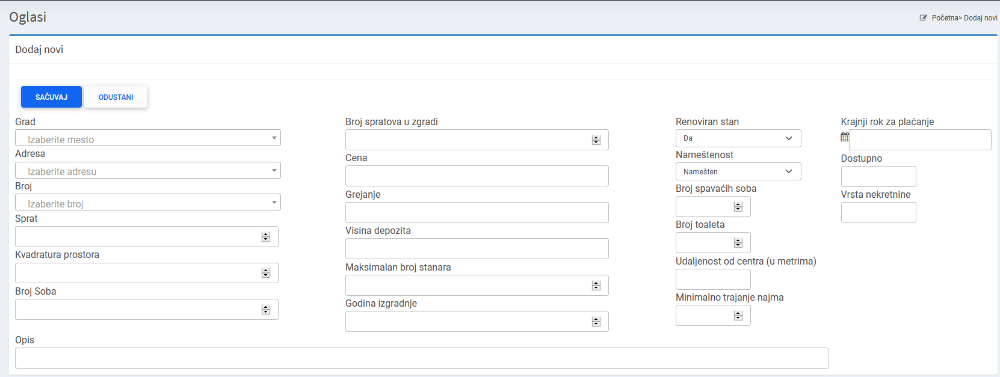 Oglasi
Početna> Dodaj novi
Dodaj novi
SAČUVAJ
ODUSTANI
Grad
Izaberite mesto
Adresa
Izaberite adresu
Broj
Izaberite broj
Sprat
Kvadratura prostora
Broj Soba
Broj spratova u zgradi
Cena
Grejanje
Visina depozita
Maksimalan broj stanara
Godina izgradnje
Renoviran stan
Da
Nameštenost
Namešten
Broj spavaćih soba
Broj toaleta
Udaljenost od centra (u metrima)
Minimalno trajanje najma
Krajnji rok za plaćanje
Dostupno
Vrsta nekretnine
Opis